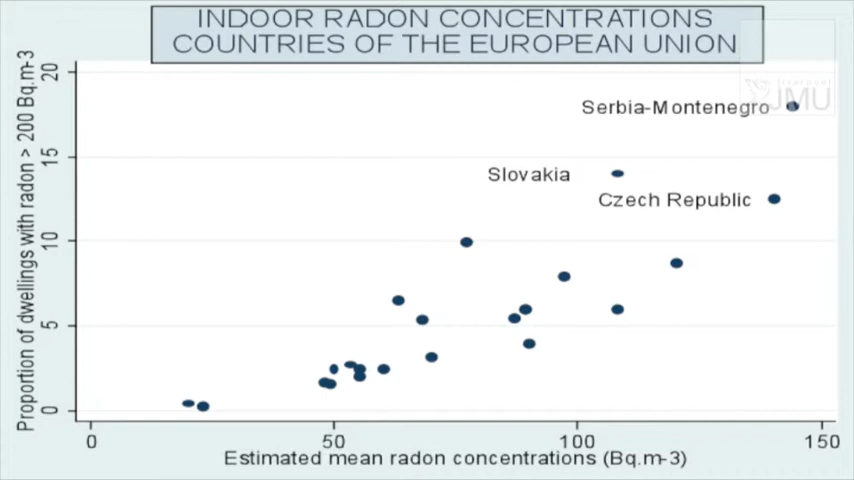 INDOOR RADON CONCENTRATIONS
COUNTRIES OF THE EUROPEAN UNION
JMU
Proportion of dwellings with radon > 200 Bq.m-3
20
15
10
5
0
Serbia-Montenegro
Slovakia
Czech Republic
0 50 100 150
Estimated mean radon concentrations (Bq.m-3)